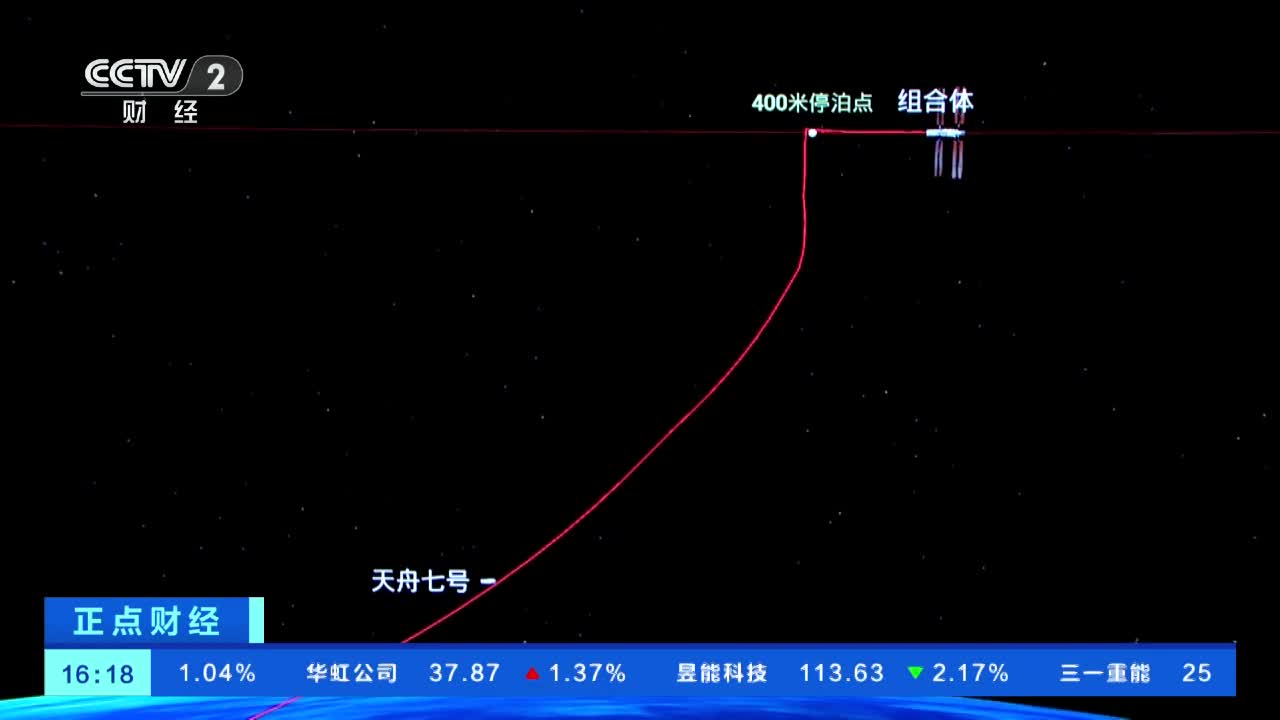 CCTV 2
财经
400米停泊点 组合体
天舟七号
正点财经
16:18 1.04% 华虹公司 37.87 ▲ 1.37% 昱能科技 113.63 ▼ 2.17% 三一重能 25